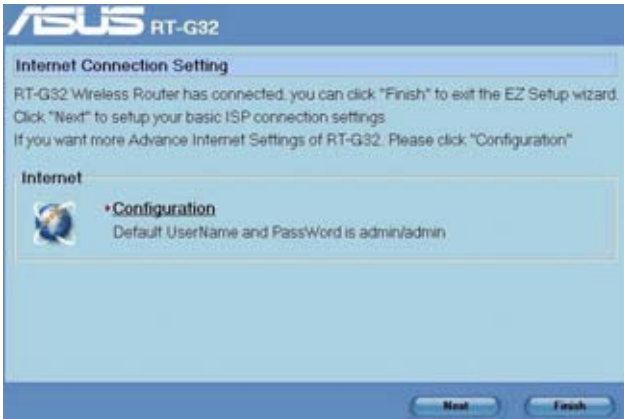 ASUS RT-G32
Internet Connection Setting
RT-G32 Wireless Router has connected, you can click "Finish" to exit the EZ Setup wizard.
Click "Next" to setup your basic ISP connection settings
If you want more Advance Internet Settings of RT-G32. Please click "Configuration"
Internet
Configuration
Default UserName and PassWord is admin/admin
Next Finish